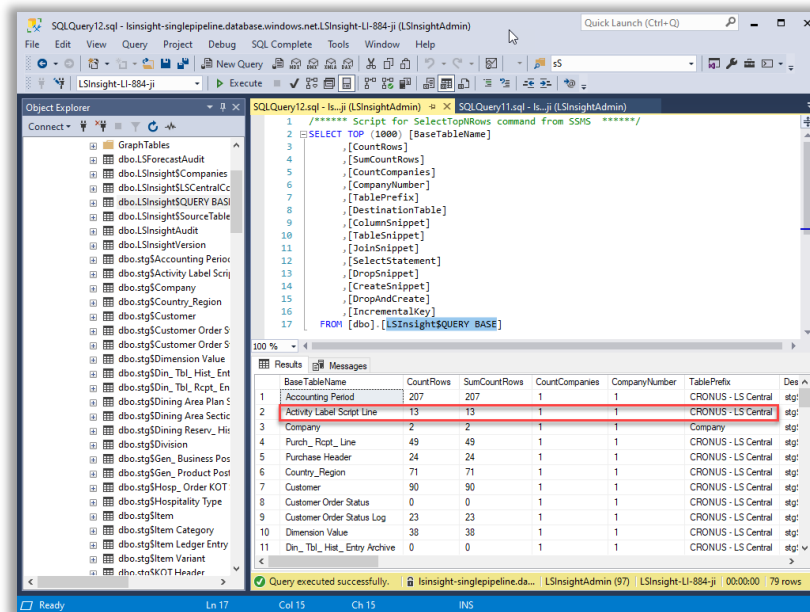 SQLQuery12.sql - lsinsight-singlepipeline.database.windows.net.LSInsight-LI-884-ji (LSInsightAdmin)
Quick Launch (Ctrl+Q)
File Edit View Query Project Debug SQL Complete Tools Window Help
New Query
sS
LSInsight-LI-884-ji
Execute
Object Explorer
SQLQuery12.sql - ls...ji (LSInsightAdmin)
SQLQuery11.sql - ls...ji (LSInsightAdmin)
Connect
GraphTables
dbo.LSForecastAudit
dbo.LSInsight$Companies
dbo.LSInsight$LSCentralCo
dbo.LSInsight$QUERY BASE
dbo.LSInsight$SourceTable
dbo.LSInsightAudit
dbo.LSInsightVersion
dbo.stg$Accounting Period
dbo.stg$Activity Label Scrip
dbo.stg$Company
dbo.stg$Country_Region
dbo.stg$Customer
dbo.stg$Customer Order S
dbo.stg$Customer Order S
dbo.stg$Dimension Value
dbo.stg$Din_ Tbl_ Hist_ Ent
dbo.stg$Din_ Tbl_ Rcpt_ En
dbo.stg$Dining Area Plan S
dbo.stg$Dining Area Sectio
dbo.stg$Dining Reserv_ His
dbo.stg$Division
dbo.stg$Gen_ Business Pos
dbo.stg$Gen_ Product Post
dbo.stg$Hosp_ Order KOT
dbo.stg$Hospitality Type
dbo.stg$Item
dbo.stg$Item Category
dbo.stg$Item Ledger Entry
dbo.stg$Item Variant
dbo.stg$KOT Header
1 /****** Script for SelectTopNRows command from SSMS ******/
2 SELECT TOP (1000) [BaseTableName]
3 ,[CountRows]
4 ,[SumCountRows]
5 ,[CountCompanies]
6 ,[CompanyNumber]
7 ,[TablePrefix]
8 ,[DestinationTable]
9 ,[ColumnSnippet]
10 ,[TableSnippet]
11 ,[JoinSnippet]
12 ,[SelectStatement]
13 ,[DropSnippet]
14 ,[CreateSnippet]
15 ,[DropAndCreate]
16 ,[IncrementalKey]
17 FROM [dbo].[LSInsight$QUERY BASE]
100 %
Results Messages
BaseTableName CountRows SumCountRows CountCompanies CompanyNumber TablePrefix Des
1 Accounting Period 207 207 1 1 CRONUS - LS Central stg$
2 Activity Label Script Line 13 13 1 1 CRONUS - LS Central stg$
3 Company 2 2 1 1 Company stg$
4 Purch_ Rcpt_ Line 49 49 1 1 CRONUS - LS Central stg$
5 Purchase Header 24 24 1 1 CRONUS - LS Central stg$
6 Country_Region 71 71 1 1 CRONUS - LS Central stg$
7 Customer 90 90 1 1 CRONUS - LS Central stg$
8 Customer Order Status 0 0 1 1 CRONUS - LS Central stg$
9 Customer Order Status Log 23 23 1 1 CRONUS - LS Central stg$
10 Dimension Value 38 38 1 1 CRONUS - LS Central stg$
11 Din_ Tbl_ Hist_ Entry Archive 0 0 1 1 CRONUS - LS Central stg$
Query executed successfully. lsinsight-singlepipeline.da... LSInsightAdmin (97) LSInsight-LI-884-ji 00:00:00 79 rows
Ready Ln 17 Col 15 Ch 15 INS